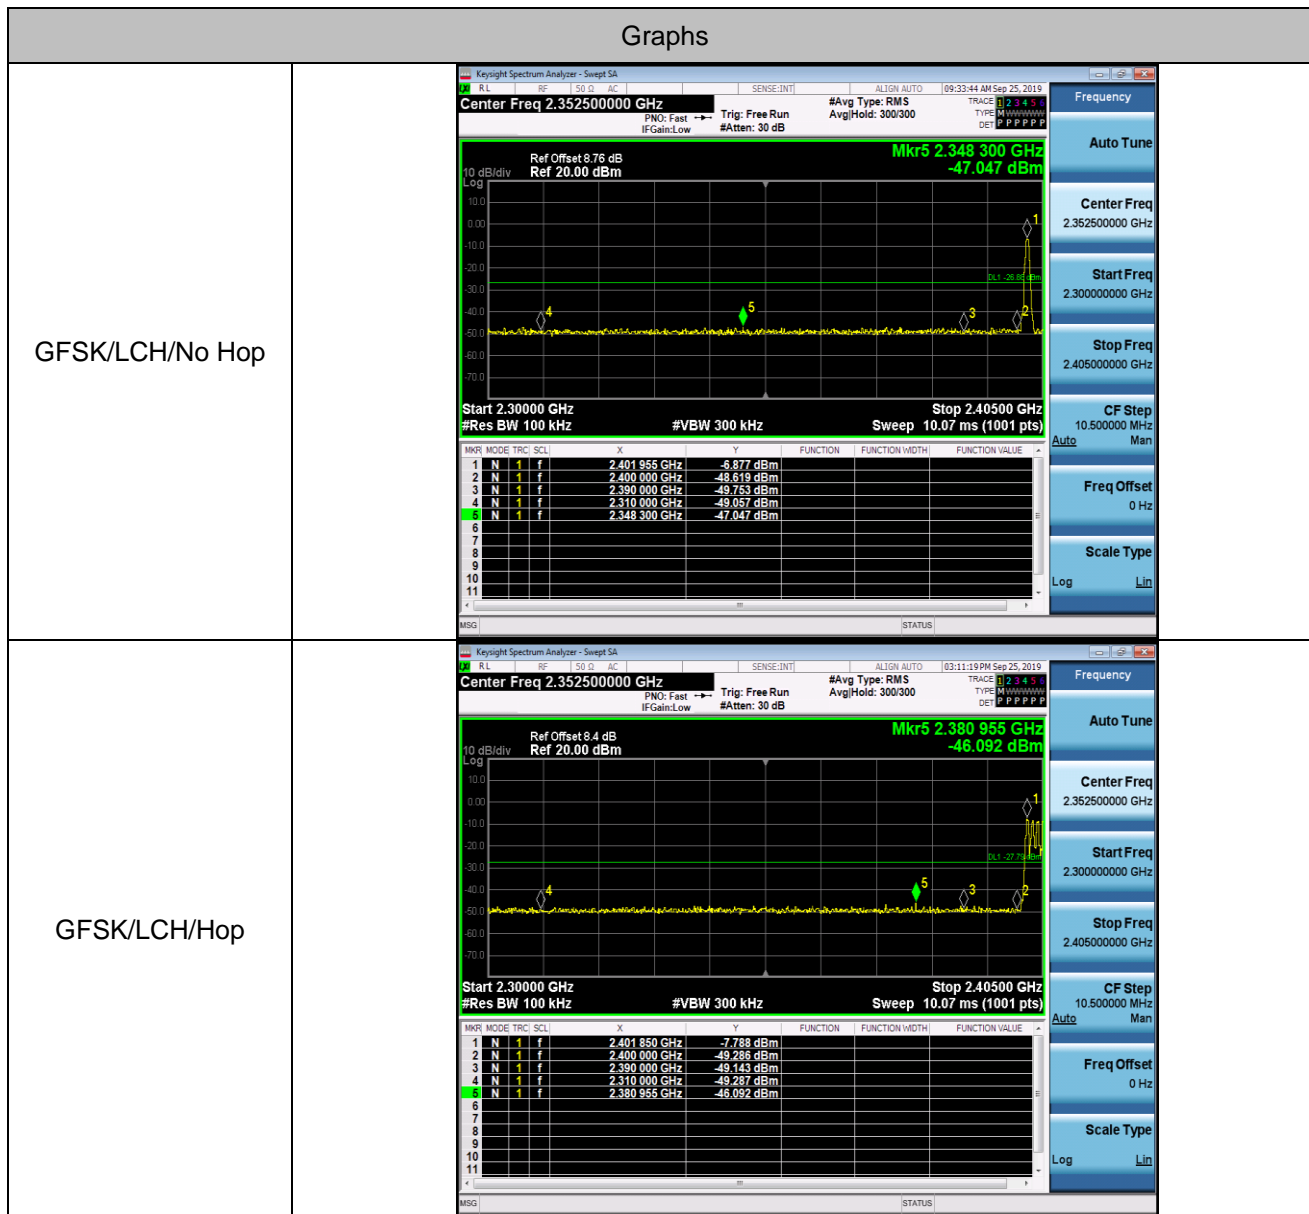 Graphs
GFSK/LCH/No Hop
Keysight Spectrum Analyzer - Swept SA
RL RF 50 Ω AC SENSE:INT ALIGN AUTO 09:33:44 AM Sep 25, 2019
Center Freq 2.352500000 GHz
PNO: Fast
IFGain:Low
Trig: Free Run
#Atten: 30 dB
#Avg Type: RMS
Avg|Hold: 300/300
TRACE 1 2 3 4 5 6
TYPE M WWWWW
DET P P P P P P
Mkr5 2.348 300 GHz
-47.047 dBm
Ref Offset 8.76 dB
10 dB/div Ref 20.00 dBm
Log
10.0
0.00
-10.0
-20.0
-30.0
-40.0
-50.0
-60.0
-70.0
DL1 -26.88 dBm
1
2
3
4
5
Start 2.30000 GHz Stop 2.40500 GHz
#Res BW 100 kHz #VBW 300 kHz Sweep 10.07 ms (1001 pts)
MKR MODE TRC SCL X Y FUNCTION FUNCTION WIDTH FUNCTION VALUE
1 N 1 f 2.401 955 GHz -6.877 dBm
2 N 1 f 2.400 000 GHz -48.619 dBm
3 N 1 f 2.390 000 GHz -49.753 dBm
4 N 1 f 2.310 000 GHz -49.057 dBm
5 N 1 f 2.348 300 GHz -47.047 dBm
6
7
8
9
10
11
MSG STATUS
Frequency
Auto Tune
Center Freq
2.352500000 GHz
Start Freq
2.300000000 GHz
Stop Freq
2.405000000 GHz
CF Step
10.500000 MHz
Auto Man
Freq Offset
0 Hz
Scale Type
Log Lin
GFSK/LCH/Hop
Keysight Spectrum Analyzer - Swept SA
RL RF 50 Ω AC SENSE:INT ALIGN AUTO 03:11:19 PM Sep 25, 2019
Center Freq 2.352500000 GHz
PNO: Fast
IFGain:Low
Trig: Free Run
#Atten: 30 dB
#Avg Type: RMS
Avg|Hold: 300/300
TRACE 1 2 3 4 5 6
TYPE M WWWWW
DET P P P P P P
Mkr5 2.380 955 GHz
-46.092 dBm
Ref Offset 8.4 dB
10 dB/div Ref 20.00 dBm
Log
10.0
0.00
-10.0
-20.0
-30.0
-40.0
-50.0
-60.0
-70.0
DL1 -27.79 dBm
1
2
3
4
5
Start 2.30000 GHz Stop 2.40500 GHz
#Res BW 100 kHz #VBW 300 kHz Sweep 10.07 ms (1001 pts)
MKR MODE TRC SCL X Y FUNCTION FUNCTION WIDTH FUNCTION VALUE
1 N 1 f 2.401 850 GHz -7.788 dBm
2 N 1 f 2.400 000 GHz -49.286 dBm
3 N 1 f 2.390 000 GHz -49.143 dBm
4 N 1 f 2.310 000 GHz -49.287 dBm
5 N 1 f 2.380 955 GHz -46.092 dBm
6
7
8
9
10
11
MSG STATUS
Frequency
Auto Tune
Center Freq
2.352500000 GHz
Start Freq
2.300000000 GHz
Stop Freq
2.405000000 GHz
CF Step
10.500000 MHz
Auto Man
Freq Offset
0 Hz
Scale Type
Log Lin